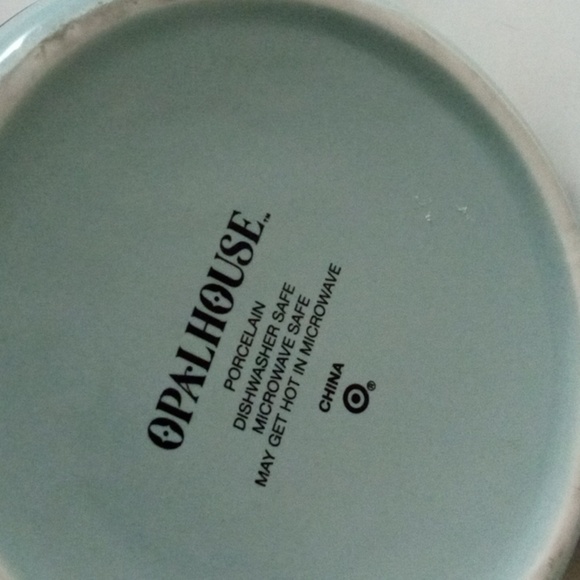 OPALHOUSE™
PORCELAIN
DISHWASHER SAFE
MICROWAVE SAFE
MAY GET HOT IN MICROWAVE
CHINA
®